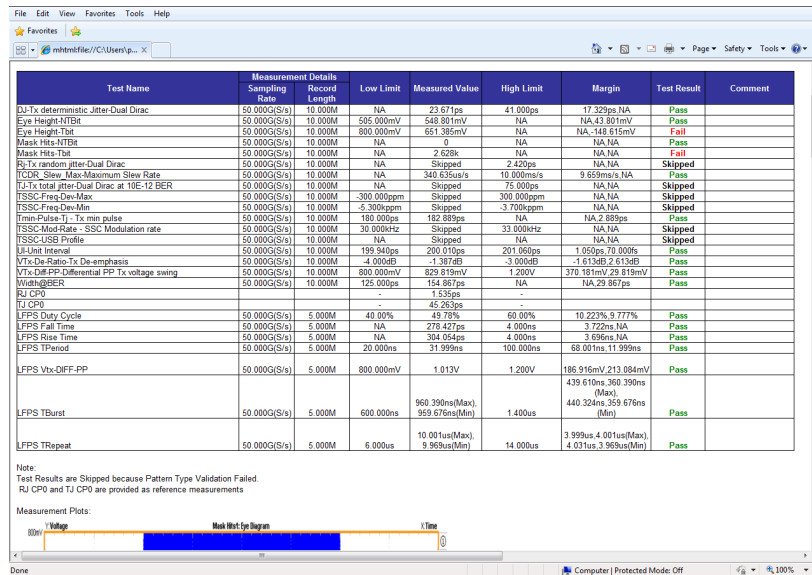 File Edit View Favorites Tools Help
Favorites
mhtml:file://C:\Users\p... X
Page Safety Tools
Measurement Details
Test Name Sampling Rate Record Length Low Limit Measured Value High Limit Margin Test Result Comment
DJ-Tx deterministic Jitter-Dual Dirac 50.000G(S/s) 10.000M NA 23.671ps 41.000ps 17.329ps,NA Pass
Eye Height-NTBit 50.000G(S/s) 10.000M 505.000mV 548.801mV NA NA,43.801mV Pass
Eye Height-Tbit 50.000G(S/s) 10.000M 800.000mV 651.385mV NA NA,-148.615mV Fail
Mask Hits-NTBit 50.000G(S/s) 10.000M NA 0 NA NA,NA Pass
Mask Hits-Tbit 50.000G(S/s) 10.000M NA 2.628k NA NA,NA Fail
Rj-Tx random jitter-Dual Dirac 50.000G(S/s) 10.000M NA Skipped 2.420ps NA,NA Skipped
TCDR_Slew_Max-Maximum Slew Rate 50.000G(S/s) 10.000M NA 340.635us/s 10.000ms/s 9.659ms/s,NA Pass
TJ-Tx total jitter-Dual Dirac at 10E-12 BER 50.000G(S/s) 10.000M NA Skipped 75.000ps NA,NA Skipped
TSSC-Freq-Dev-Max 50.000G(S/s) 10.000M -300.000ppm Skipped 300.000ppm NA,NA Skipped
TSSC-Freq-Dev-Min 50.000G(S/s) 10.000M -5.300kppm Skipped -3.700kppm NA,NA Skipped
Tmin-Pulse-Tj - Tx min pulse 50.000G(S/s) 10.000M 180.000ps 182.889ps NA NA,2.889ps Pass
TSSC-Mod-Rate - SSC Modulation rate 50.000G(S/s) 10.000M 30.000kHz Skipped 33.000kHz NA,NA Skipped
TSSC-USB Profile 50.000G(S/s) 10.000M NA Skipped NA NA,NA Skipped
UI-Unit Interval 50.000G(S/s) 10.000M 199.940ps 200.010ps 201.060ps 1.050ps,70.000fs Pass
VTx-De-Ratio-Tx De-emphasis 50.000G(S/s) 10.000M -4.000dB -1.387dB -3.000dB -1.613dB,2.613dB Fail
VTx-Diff-PP-Differential PP Tx voltage swing 50.000G(S/s) 10.000M 800.000mV 829.819mV 1.200V 370.181mV,29.819mV Pass
Width@BER 50.000G(S/s) 10.000M 125.000ps 154.867ps NA NA,29.867ps Pass
RJ CP0 - 1.535ps -
TJ CP0 - 45.263ps -
LFPS Duty Cycle 50.000G(S/s) 5.000M 40.00% 49.78% 60.00% 10.223%,9.777% Pass
LFPS Fall Time 50.000G(S/s) 5.000M NA 278.427ps 4.000ns 3.722ns,NA Pass
LFPS Rise Time 50.000G(S/s) 5.000M NA 304.054ps 4.000ns 3.696ns,NA Pass
LFPS TPeriod 50.000G(S/s) 5.000M 20.000ns 31.999ns 100.000ns 68.001ns,11.999ns Pass
LFPS Vtx-DIFF-PP 50.000G(S/s) 5.000M 800.000mV 1.013V 1.200V 186.916mV,213.084mV Pass
LFPS TBurst 50.000G(S/s) 5.000M 600.000ns 960.390ns(Max), 959.676ns(Min) 1.400us 439.610ns,360.390ns (Max), 440.324ns,359.676ns (Min) Pass
LFPS TRepeat 50.000G(S/s) 5.000M 6.000us 10.001us(Max), 9.969us(Min) 14.000us 3.999us,4.001us(Max), 4.031us,3.969us(Min) Pass
Note:
Test Results are Skipped because Pattern Type Validation Failed.
RJ CP0 and TJ CP0 are provided as reference measurements
Measurement Plots:
Y:Voltage Mask Hits1: Eye Diagram X:Time
800mV
Done Computer | Protected Mode: Off 100%